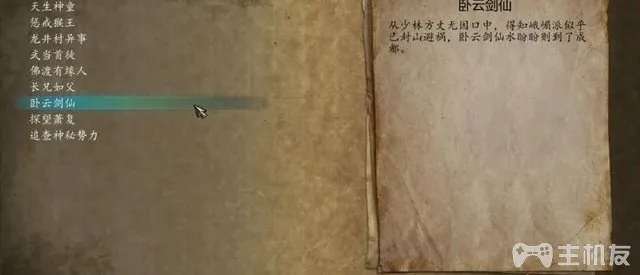 天生神童
惩戒猴王
龙井村异事
武当首徒
佛渡有缘人
长兄如父
卧云剑仙
探望萧复
追查神秘势力
卧云剑仙
从少林方丈无因口中，得知峨嵋派似乎
已封山避祸，卧云剑仙水盼盼则到了成
都。
主机友